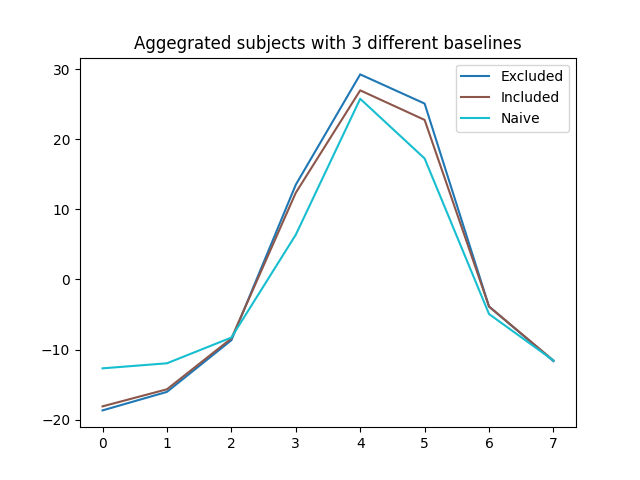 Aggegrated subjects with 3 different baselines
30
20
10
0
−10
−20
0 1 2 3 4 5 6 7
Excluded
Included
Naive